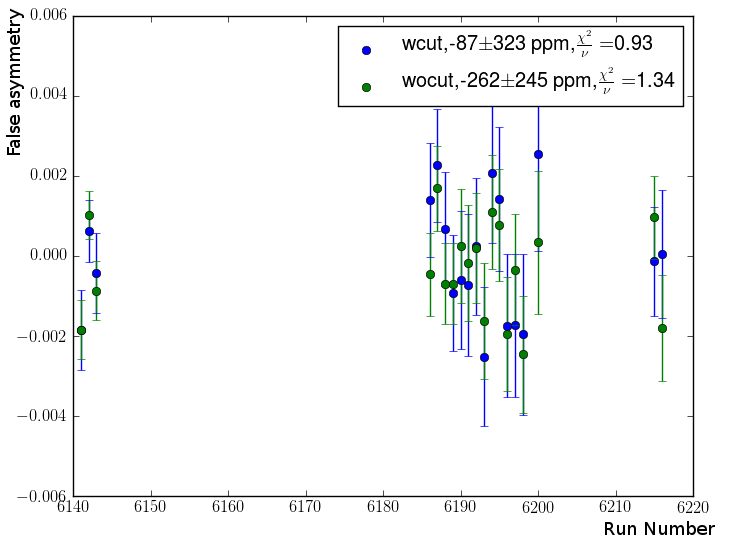 0.006
0.004
0.002
0.000
−0.002
−0.004
−0.006
False asymmetry
wcut,-87±323 ppm,χ²/ν =0.93
wocut,-262±245 ppm,χ²/ν =1.34
6140 6150 6160 6170 6180 6190 6200 6210 6220
Run Number